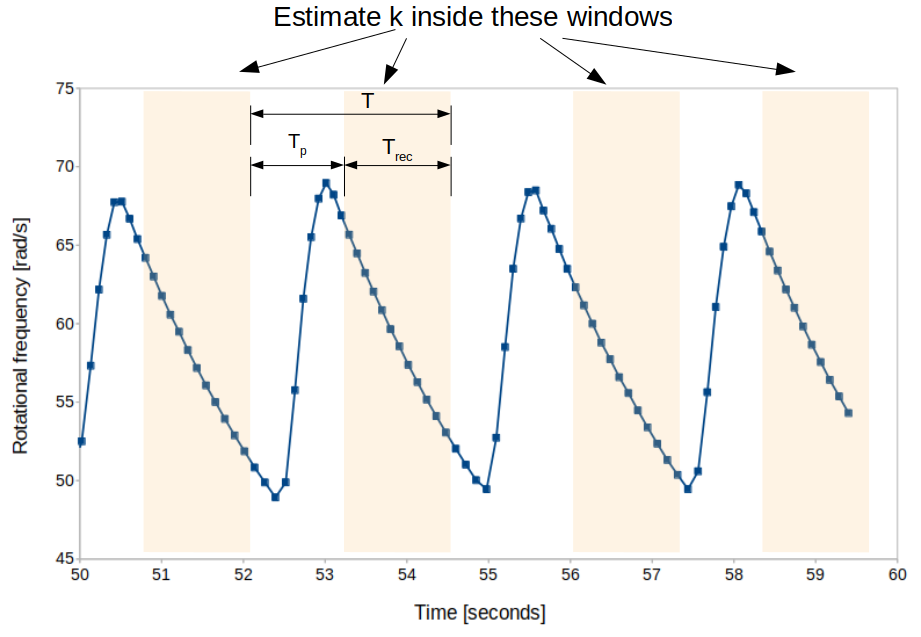 Estimate k inside these windows
75
70
65
60
55
50
45
T
Tp
Trec
50 51 52 53 54 55 56 57 58 59 60
Rotational frequency [rad/s]
Time [seconds]